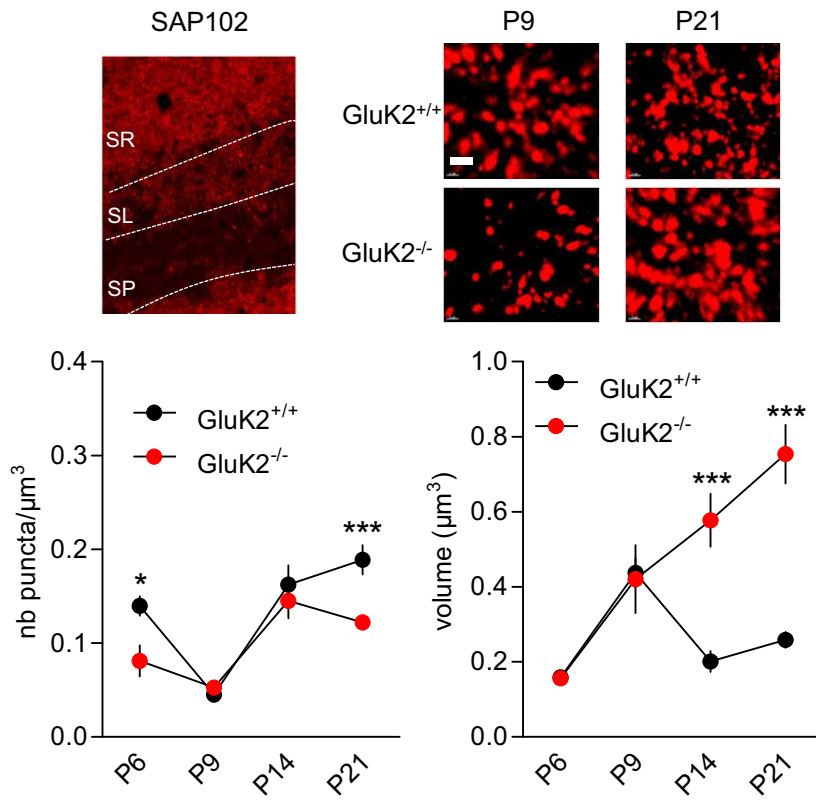 SAP102
SR
SL
SP
P9 P21
GluK2+/+
GluK2-/-
nb puncta/µm³
0.4
0.3
0.2
0.1
0.0
GluK2+/+
GluK2-/-
*
***
P6 P9 P14 P21
volume (µm³)
1.0
0.8
0.6
0.4
0.2
0.0
GluK2+/+
GluK2-/-
***
***
P6 P9 P14 P21